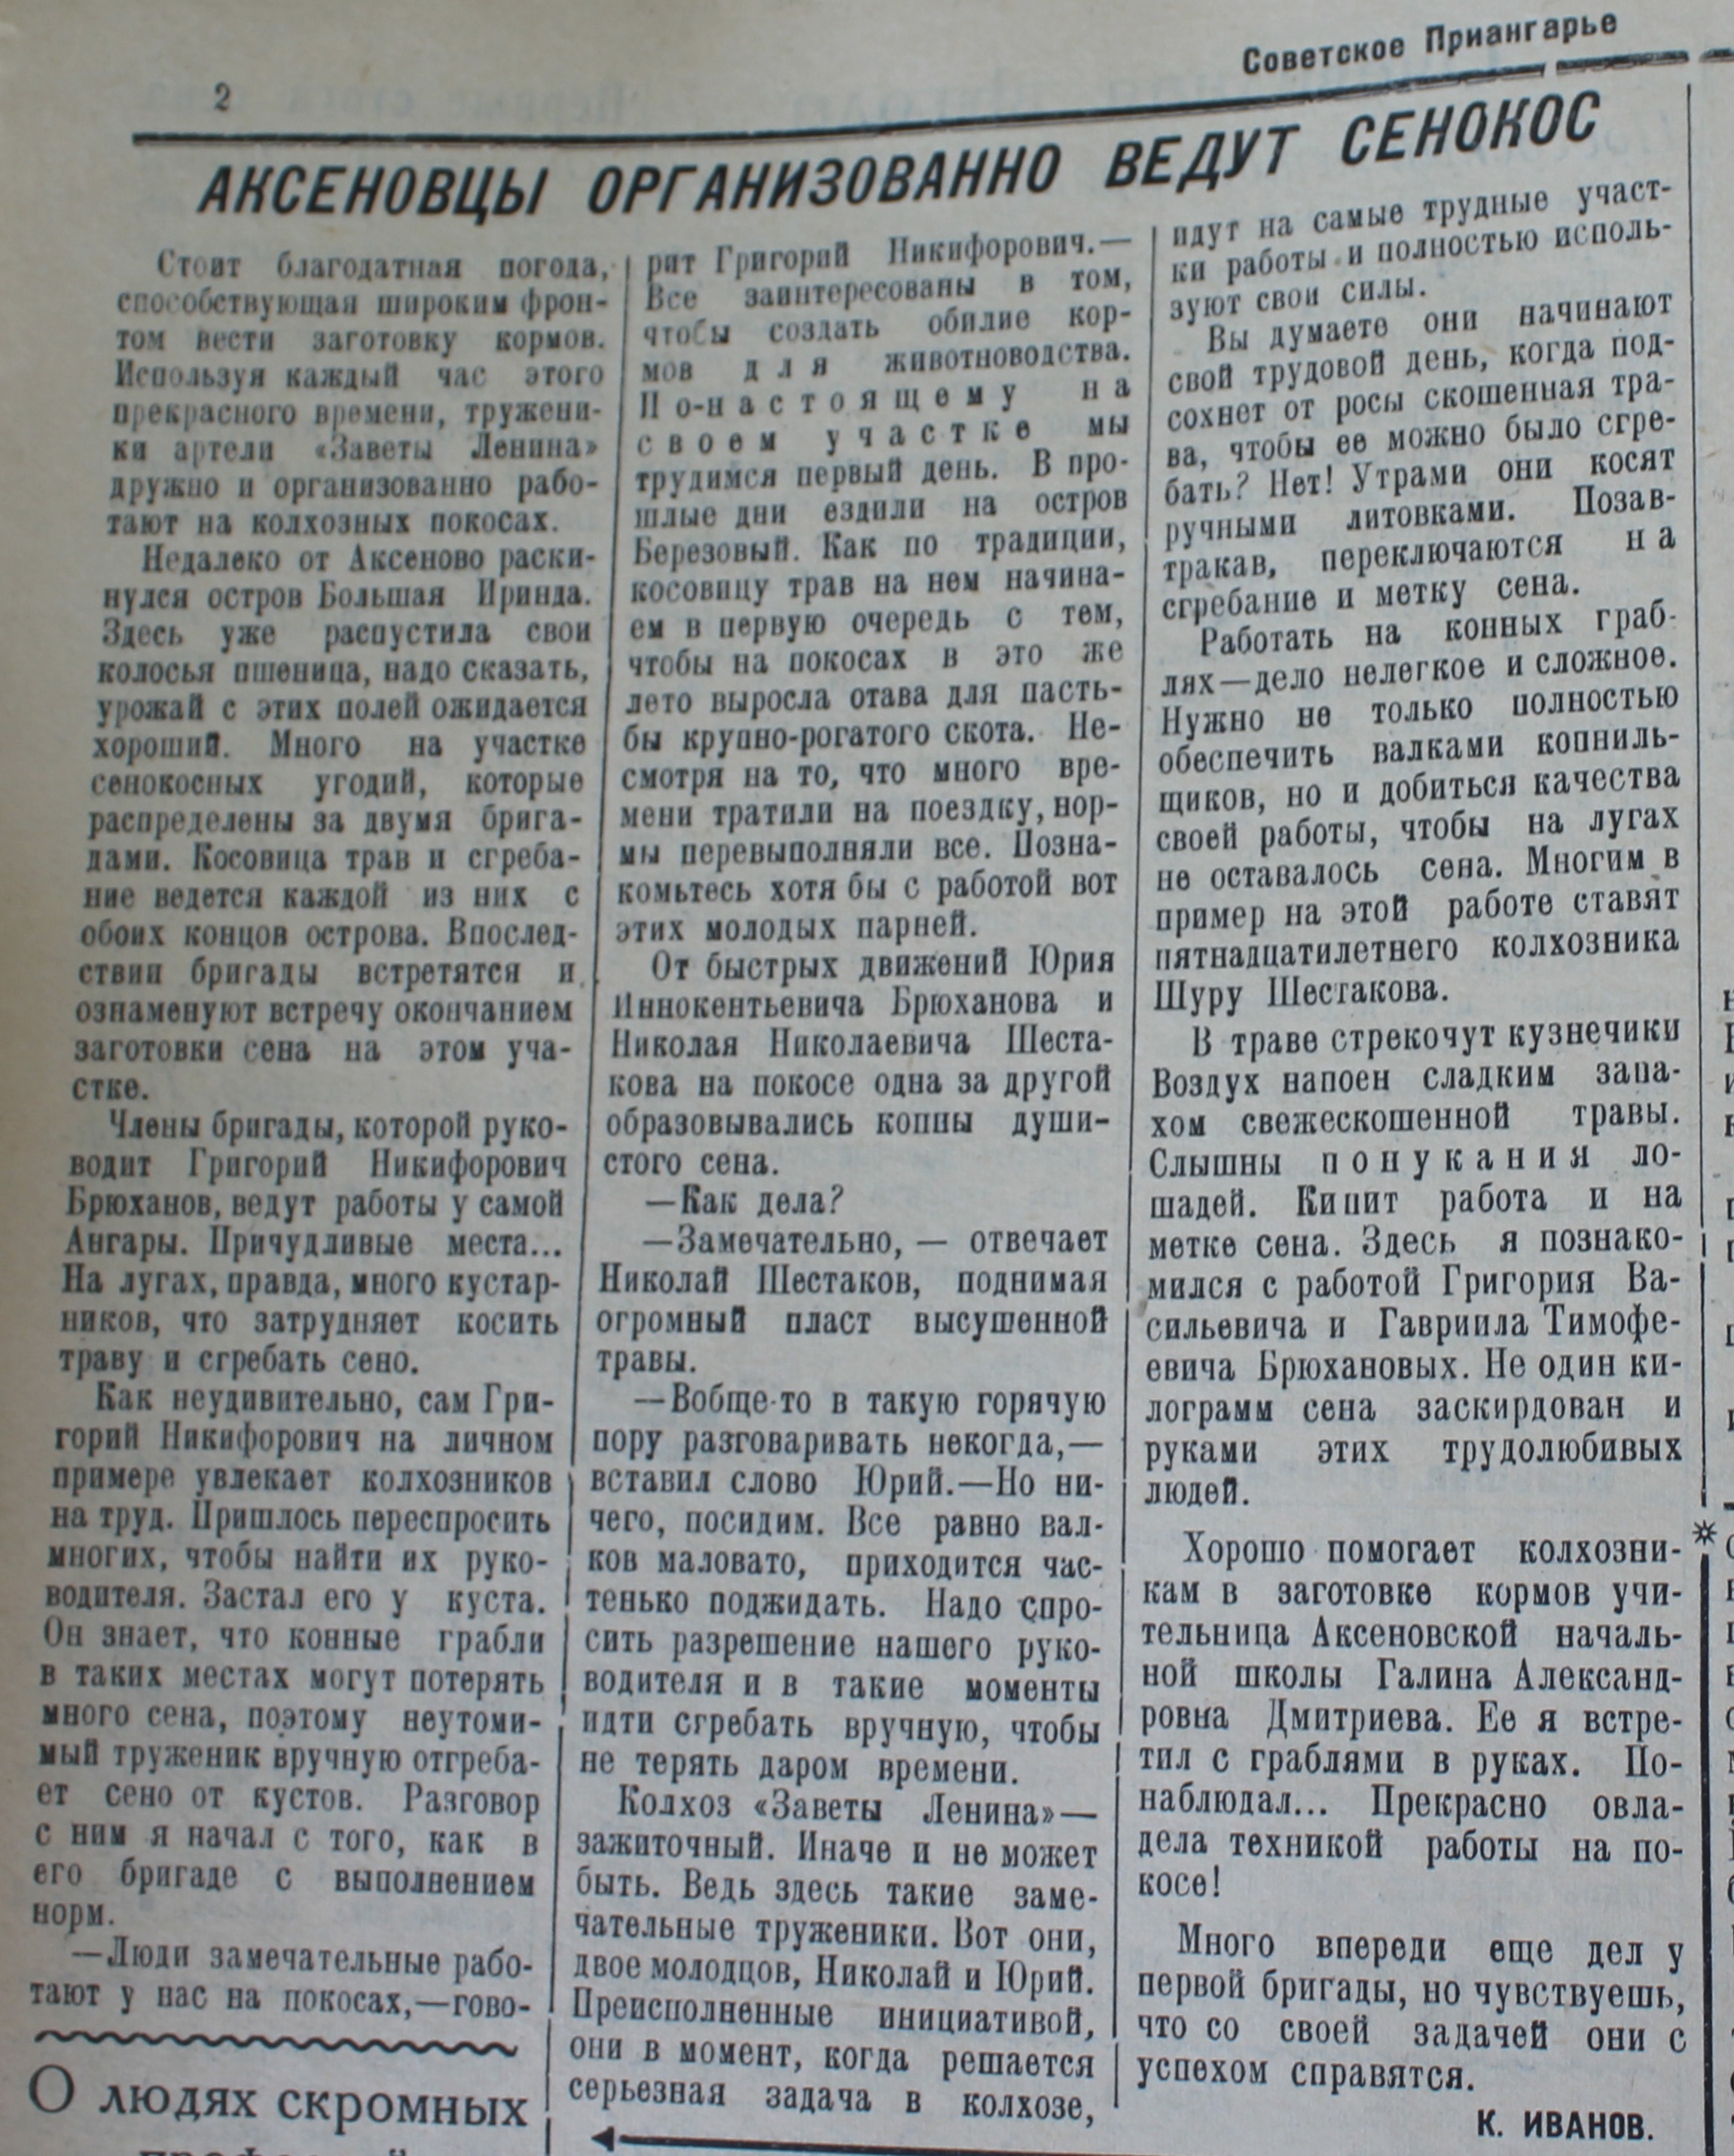 2
Советское Приангарье
АКСЕНОВЦЫ ОРГАНИЗОВАННО ВЕДУТ СЕНОКОС
Стоит благодатная погода,
способствующая широким фрон-
том вести заготовку кормов.
Используя каждый час этого
прекрасного времени, тружени-
ки артели «Заветы Ленина»
дружно и организованно рабо-
тают на колхозных покосах.
Недалеко от Аксеново раски-
нулся остров Большая Иринда.
Здесь уже распустила свои
колосья пшеница, надо сказать,
урожай с этих полей ожидается
хороший. Много на участке
сенокосных угодий, которые
распределены за двумя брига-
дами. Косовица трав и сгреба-
ние ведется каждой из них с
обоих концов острова. Впослед-
ствии бригады встретятся и
ознаменуют встречу окончанием
заготовки сена на этом уча-
стке.
Члены бригады, которой руко-
водит Григорий Никифорович
Брюханов, ведут работы у самой
Ангары. Причудливые места...
На лугах, правда, много кустар-
ников, что затрудняет косить
траву и сгребать сено.
Как неудивительно, сам Гри-
горий Никифорович на личном
примере увлекает колхозников
на труд. Пришлось переспросить
многих, чтобы найти их руко-
водителя. Застал его у куста.
Он знает, что конные грабли
в таких местах могут потерять
много сена, поэтому неутоми-
мый труженик вручную отгреба-
ет сено от кустов. Разговор
с ним я начал с того, как в
его бригаде с выполнением
норм.
—Люди замечательные рабо-
тают у нас на покосах,—гово-
рит Григорий Никифорович.—
Все заинтересованы в том,
чтобы создать обилие кор-
мов для животноводства.
По-настоящему на
своем участке мы
трудимся первый день. В про-
шлые дни ездили на остров
Березовый. Как по традиции,
косовицу трав на нем начина-
ем в первую очередь с тем,
чтобы на покосах в это же
лето выросла отава для пасть-
бы крупно-рогатого скота. Не-
смотря на то, что много вре-
мени тратили на поездку, нор-
мы перевыполняли все. Позна-
комьтесь хотя бы с работой вот
этих молодых парней.
От быстрых движений Юрия
Иннокентьевича Брюханова и
Николая Николаевича Шеста-
кова на покосе одна за другой
образовывались копны души-
стого сена.
—Как дела?
—Замечательно, — отвечает
Николай Шестаков, поднимая
огромный пласт высушенной
травы.
—Вобще-то в такую горячую
пору разговаривать некогда,—
вставил слово Юрий.—Но ни-
чего, посидим. Все равно вал-
ков маловато, приходится час-
тенько поджидать. Надо спро-
сить разрешение нашего руко-
водителя и в такие моменты
идти сгребать вручную, чтобы
не терять даром времени.
Колхоз «Заветы Ленина»—
зажиточный. Иначе и не может
быть. Ведь здесь такие заме-
чательные труженики. Вот они,
двое молодцов, Николай и Юрий.
Преисполненные инициативой,
они в момент, когда решается
серьезная задача в колхозе,
идут на самые трудные участ-
ки работы и полностью исполь-
зуют свои силы.
Вы думаете они начинают
свой трудовой день, когда под-
сохнет от росы скошенная тра-
ва, чтобы ее можно было сгре-
бать? Нет! Утрами они косят
ручными литовками. Позав-
тракав, переключаются на
сгребание и метку сена.
Работать на конных граб-
лях—дело нелегкое и сложное.
Нужно не только полностью
обеспечить валками копниль-
щиков, но и добиться качества
своей работы, чтобы на лугах
не оставалось сена. Многим в
пример на этой работе ставят
пятнадцатилетнего колхозника
Шуру Шестакова.
В траве стрекочут кузнечики
Воздух напоен сладким запа-
хом свежескошенной травы.
Слышны понукания ло-
шадей. Кипит работа и на
метке сена. Здесь я познако-
мился с работой Григория Ва-
сильевича и Гавриила Тимофе-
евича Брюхановых. Не один ки-
лограмм сена заскирдован и
руками этих трудолюбивых
людей.
Хорошо помогает колхозни-
кам в заготовке кормов учи-
тельница Аксеновской началь-
ной школы Галина Александ-
ровна Дмитриева. Ее я встре-
тил с граблями в руках. По-
наблюдал... Прекрасно овла-
дела техникой работы на по-
косе!
Много впереди еще дел у
первой бригады, но чувствуешь,
что со своей задачей они с
успехом справятся.
К. ИВАНОВ.
О людях скромных